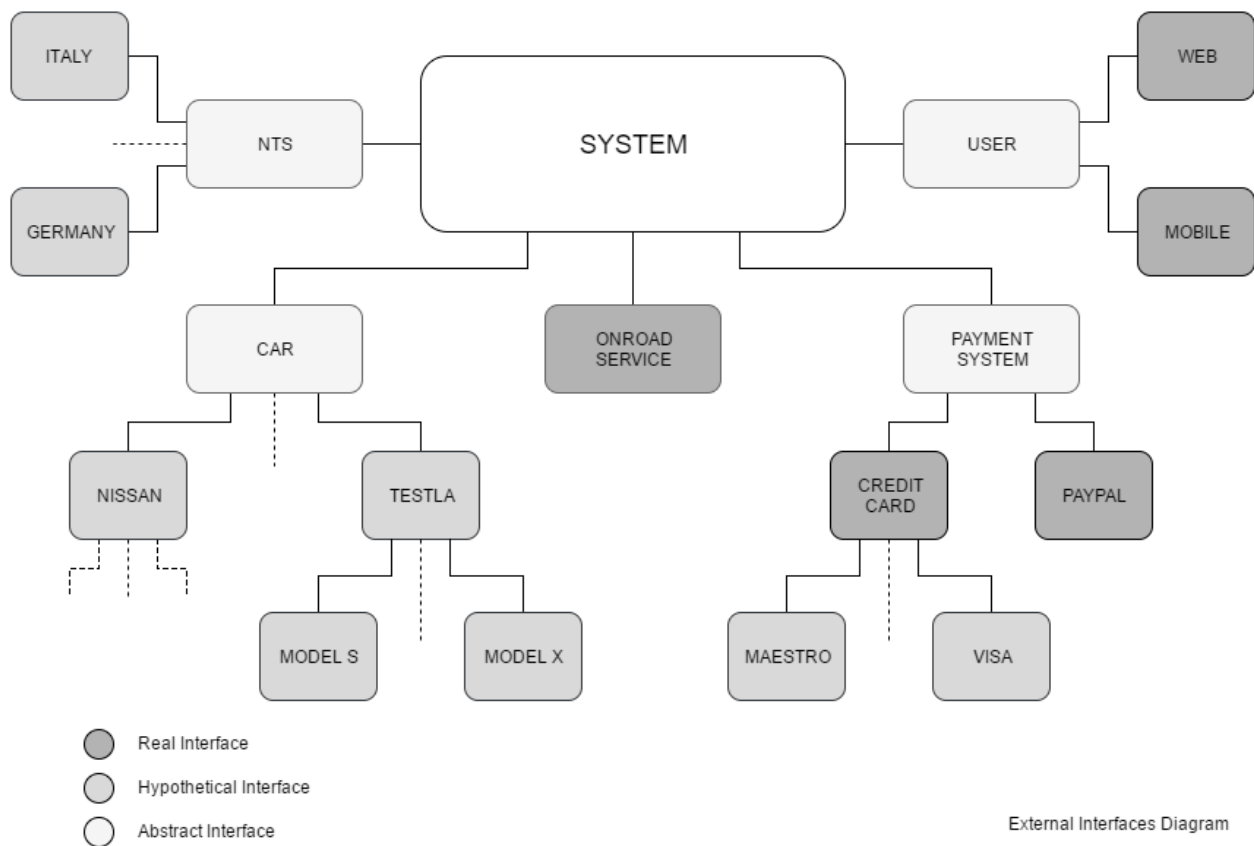 ITALY
WEB
SYSTEM
NTS
USER
GERMANY
MOBILE
CAR
ONROAD
SERVICE
PAYMENT
SYSTEM
NISSAN
TESTLA
CREDIT
CARD
PAYPAL
MODEL S
MODEL X
MAESTRO
VISA
Real Interface
Hypothetical Interface
Abstract Interface
External Interfaces Diagram